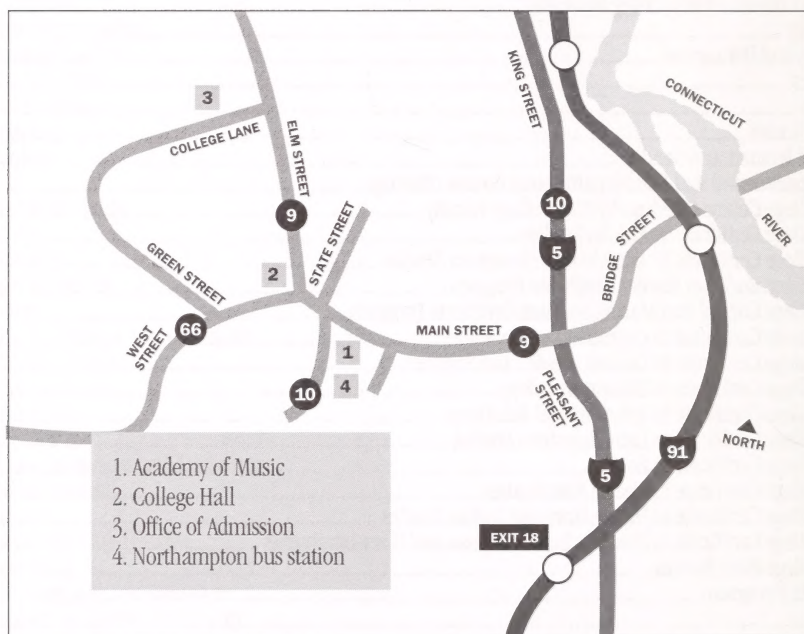 3
COLLEGE LANE
ELM STREET
9
KING STREET
CONNECTICUT
RIVER
10
5
STATE STREET
2
GREEN STREET
BRIDGE STREET
66
WEST STREET
MAIN STREET
9
1
4
10
PLEASANT STREET
NORTH
91
5
EXIT 18
1. Academy of Music
2. College Hall
3. Office of Admission
4. Northampton bus station